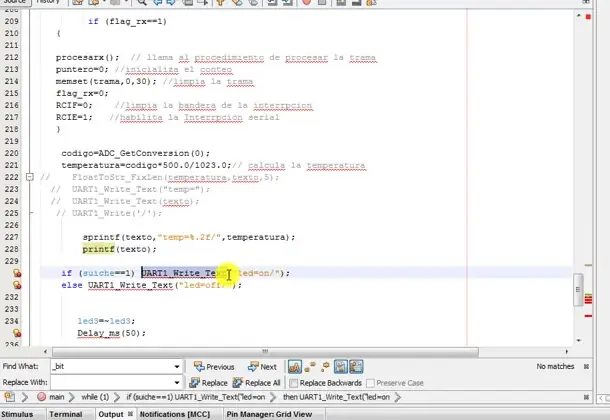 Source History
208
209 if (flag_rx==1)
210 {
211
212 procesarx(); // llama al procedimiento de procesar la trama
213 puntero=0; //inicializa el conteo
214 memset(trama,0,30); //limpia la trama
215 flag_rx=0;
216 RCIF=0; //limpia la bandera de la interrpcion
217 RCIE=1; //habilita la Interrpción serial
218 }
219
220 codigo=ADC_GetConversion(0);
221 temperatura=codigo*500.0/1023.0;// calcula la temperatura
222 // FloatToStr_FixLen(temperatura,texto,5);
223 // UART1_Write_Text("temp=");
224 // UART1_Write_Text(texto);
225 // UART1_Write('/');
226
227 sprintf(texto,"temp=%.2f/",temperatura);
228 printf(texto);
229
if (suiche==1) UART1_Write_Text("led=on/");
else UART1_Write_Text("led=off/");
232
233
234 led3=~led3;
Delay_ms(50);
236
Find What: _bit Previous Next No matches
Replace With: Replace Replace All Replace Backwards Preserve Case
main while (1) if (suiche==1) UART1_Write_Text("led=on then UART1_Write_Text("led=on
Stimulus Terminal Output Notifications [MCC] Pin Manager: Grid View